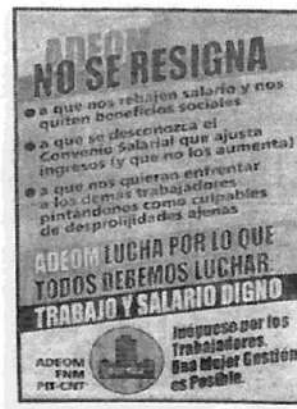 ADEOM
NO SE RESIGNA
● a que nos rebajen salario y nos
quiten beneficios sociales
● a que se desconozca el
Convenio Salarial que ajusta
ingresos (y que no los aumenta)
● a que nos quieran enfrentar
a los demás trabajadores
pintándonos como culpables
de desprolijidades ajenas
ADEOM LUCHA POR LO QUE
TODOS DEBEMOS LUCHAR
TRABAJO Y SALARIO DIGNO
Juéguese por los
Trabajadores.
Una Mejor Gestión
es Posible.
ADEOM
FNM
PIT-CNT